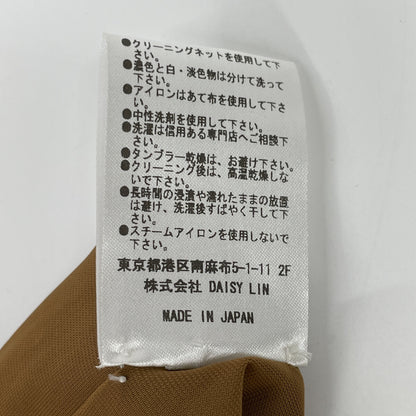 ●クリーニングネットを使用して下
さい。
●濃色と白・淡色物は分けて洗って
下さい。
●アイロンはあて布を使用して下さい。
●中性洗剤を使用して下さい。
●洗濯は信用ある専門店へご相談下
さい。
●タンブラー乾燥は、お避け下さい。
●クリーニング後は、高温乾燥しな
いで下さい。
●長時間の浸漬や濡れたままの放置
は避け、洗濯後すばやく干して下
さい。
●スチームアイロンを使用して下さい。
東京都港区南麻布5-1-11 2F
株式会社 DAISY LIN
MADE IN JAPAN